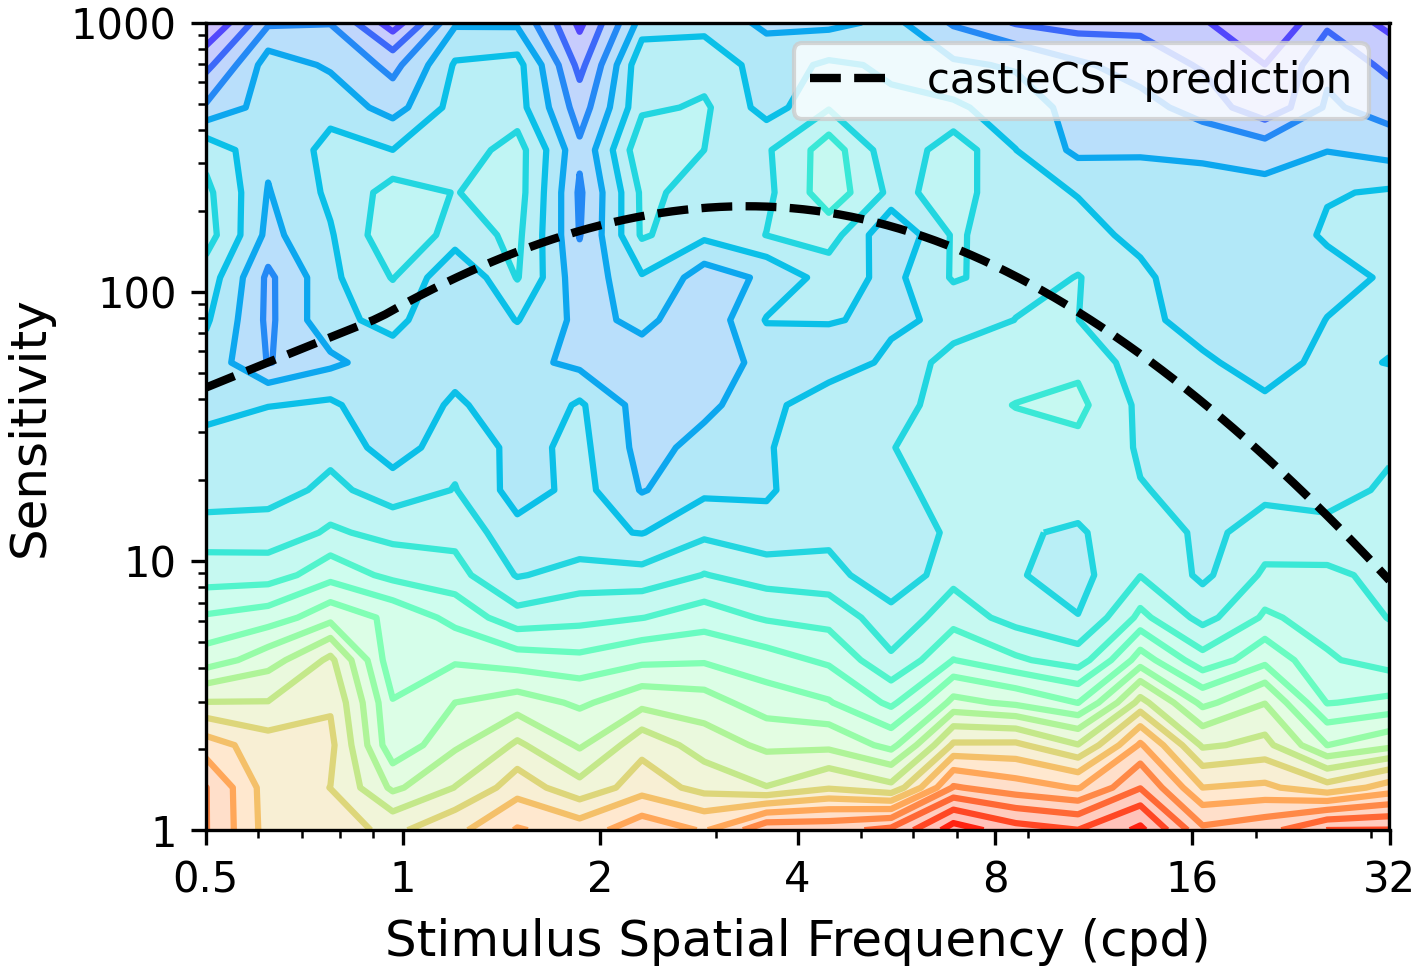 1000
castleCSF prediction
100
Sensitivity
10
1
0.5 1 2 4 8 16 32
Stimulus Spatial Frequency (cpd)